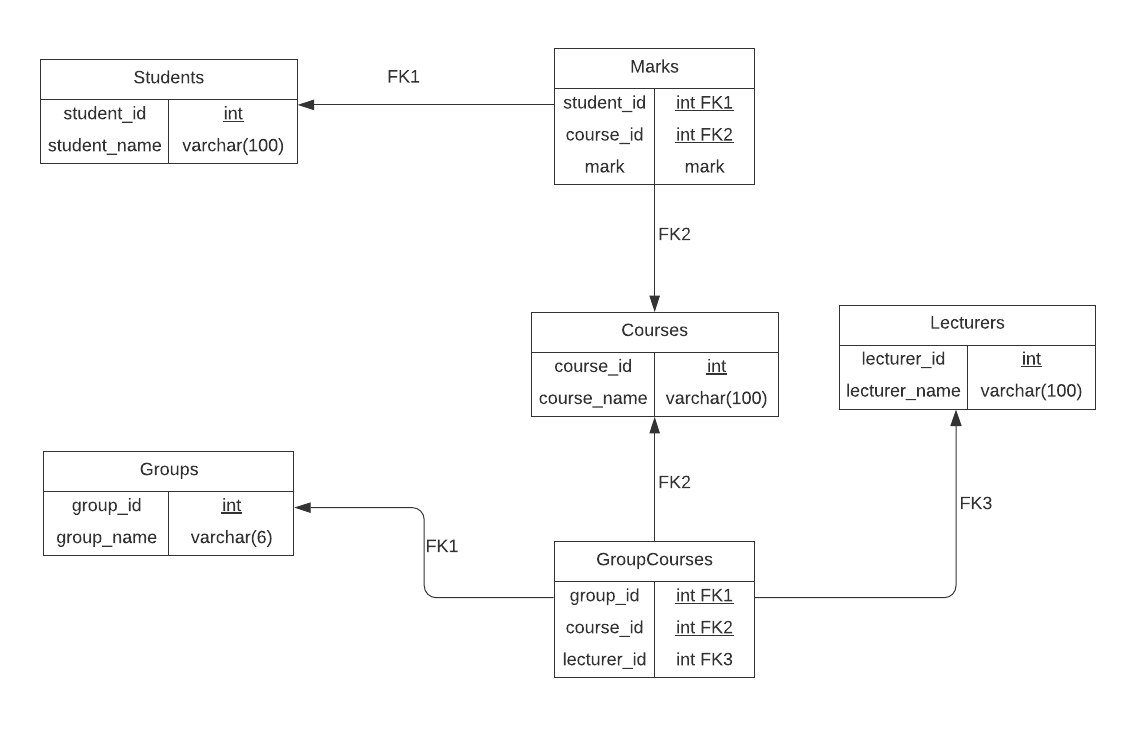 Students
student_id int
student_name varchar(100)
FK1
Marks
student_id int FK1
course_id int FK2
mark mark
FK2
Courses
course_id int
course_name varchar(100)
Lecturers
lecturer_id int
lecturer_name varchar(100)
Groups
group_id int
group_name varchar(6)
FK1
FK2
FK3
GroupCourses
group_id int FK1
course_id int FK2
lecturer_id int FK3